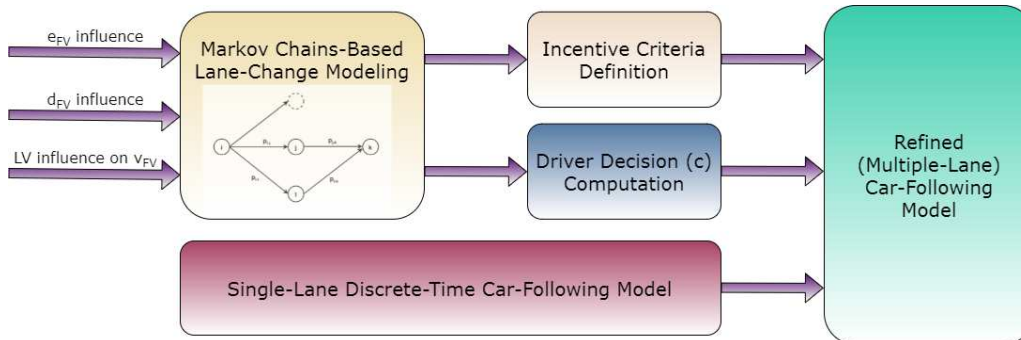 e_FV influence
d_FV influence
LV influence on v_FV
Markov Chains-Based
Lane-Change Modeling
i
j
k
Incentive Criteria
Definition
Driver Decision (c)
Computation
Single-Lane Discrete-Time Car-Following Model
Refined
(Multiple-Lane)
Car-Following
Model